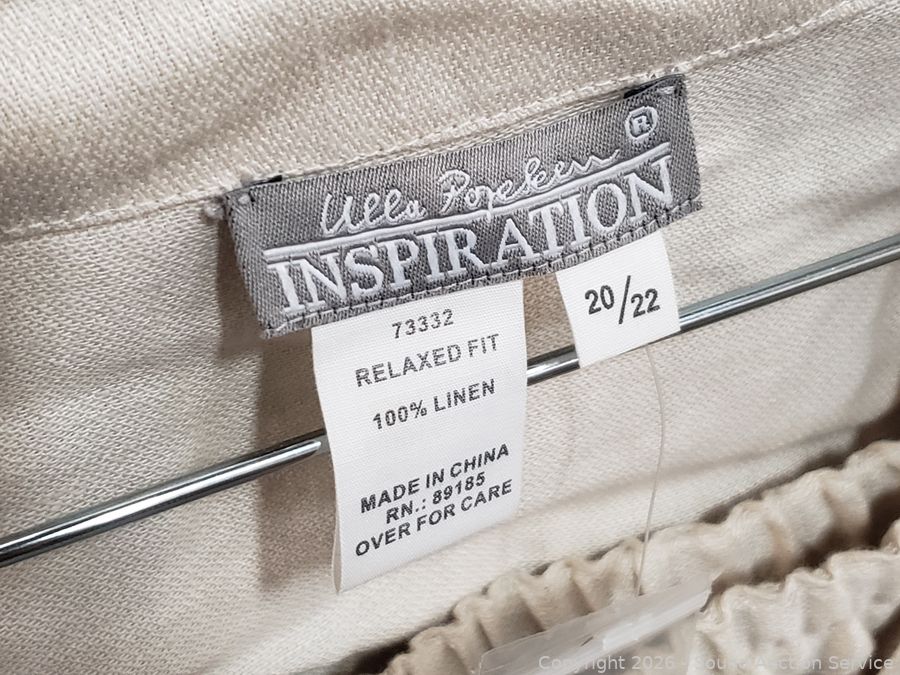 Ulla Popken ®
INSPIRATION
73332
RELAXED FIT
100% LINEN
MADE IN CHINA
RN.: 89185
OVER FOR CARE
20/22
Copyright 2026 - Sound Auction Service